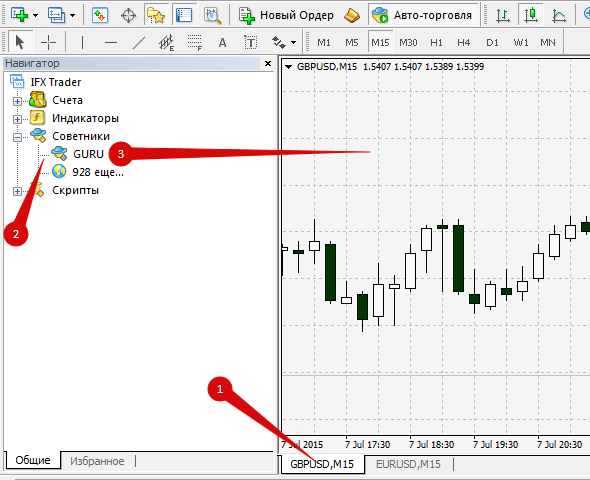 Новый Ордер
Авто-торговля
A
T
M1
M5
M15
M30
H1
H4
D1
W1
MN
Навигатор
IFX Trader
Счета
Индикаторы
Советники
GURU
928 еще...
Скрипты
3
2
1
Общие
Избранное
GBPUSD,M15 1.5407 1.5407 1.5389 1.5399
7 Jul 2015
7 Jul 17:30
7 Jul 18:30
7 Jul 19:30
7 Jul 20:30
GBPUSD,M15
EURUSD,M15